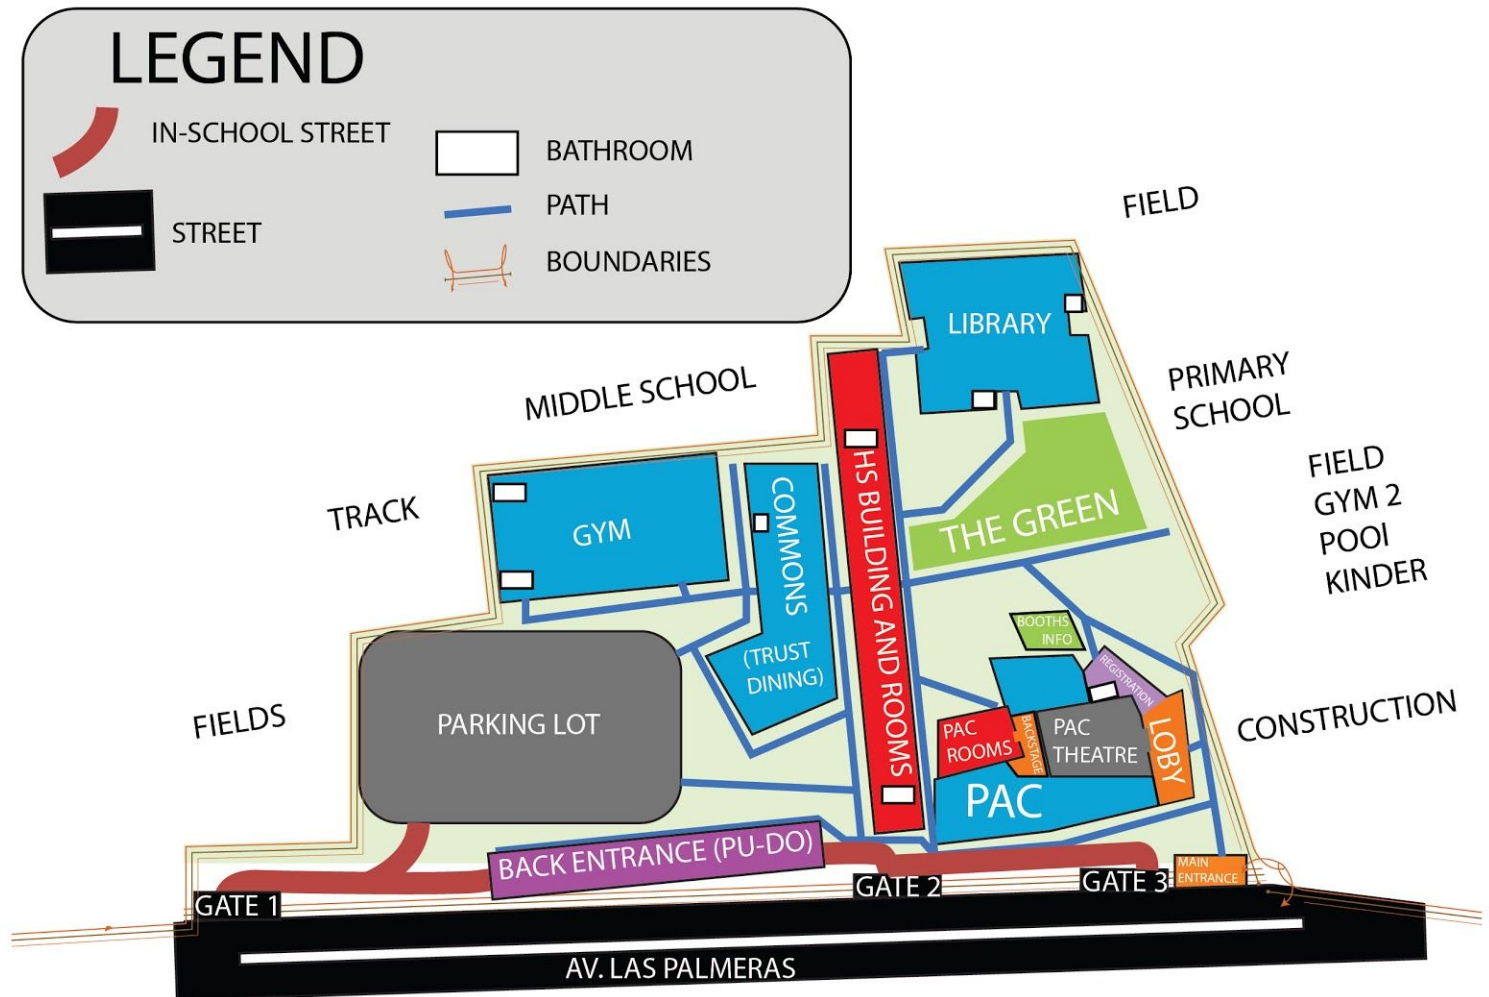 LEGEND
IN-SCHOOL STREET
STREET
BATHROOM
PATH
BOUNDARIES
FIELD
LIBRARY
PRIMARY
SCHOOL
MIDDLE SCHOOL
FIELD
GYM 2
POOl
KINDER
TRACK
GYM
COMMONS
(TRUST
DINING)
HS BUILDING AND ROOMS
THE GREEN
BOOTHS
INFO
REGISTRATION
FIELDS
PARKING LOT
PAC
ROOMS
BACKSTAGE
PAC
THEATRE
LOBY
CONSTRUCTION
PAC
BACK ENTRANCE (PU-DO)
MAIN
ENTRANCE
GATE 1
GATE 2
GATE 3
AV. LAS PALMERAS